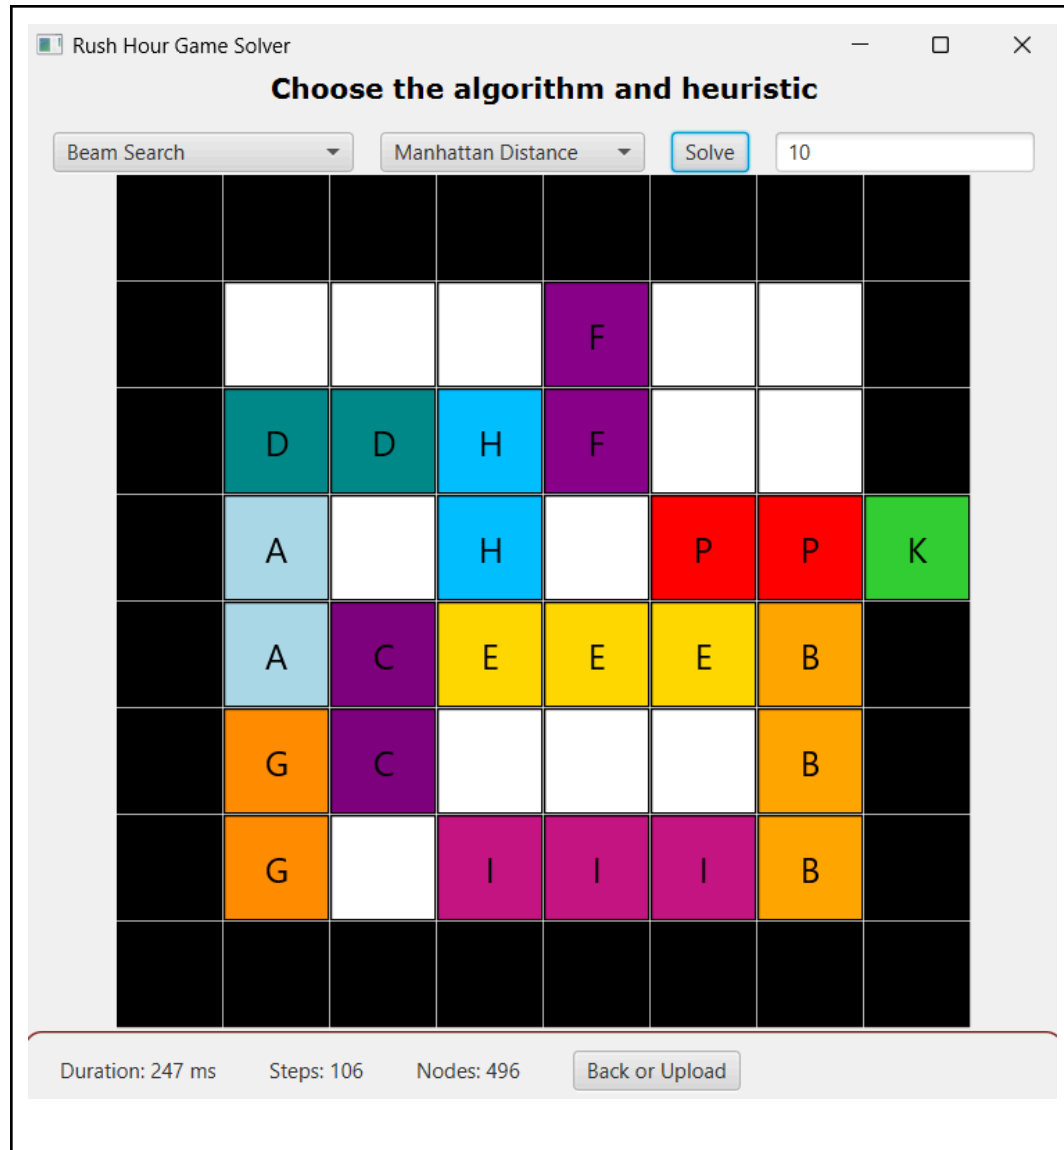 Rush Hour Game Solver
Choose the algorithm and heuristic
Beam Search Manhattan Distance Solve 10
F
D D H F
A H P P K
A C E E E B
G C B
G I I I B
Duration: 247 ms Steps: 106 Nodes: 496 Back or Upload